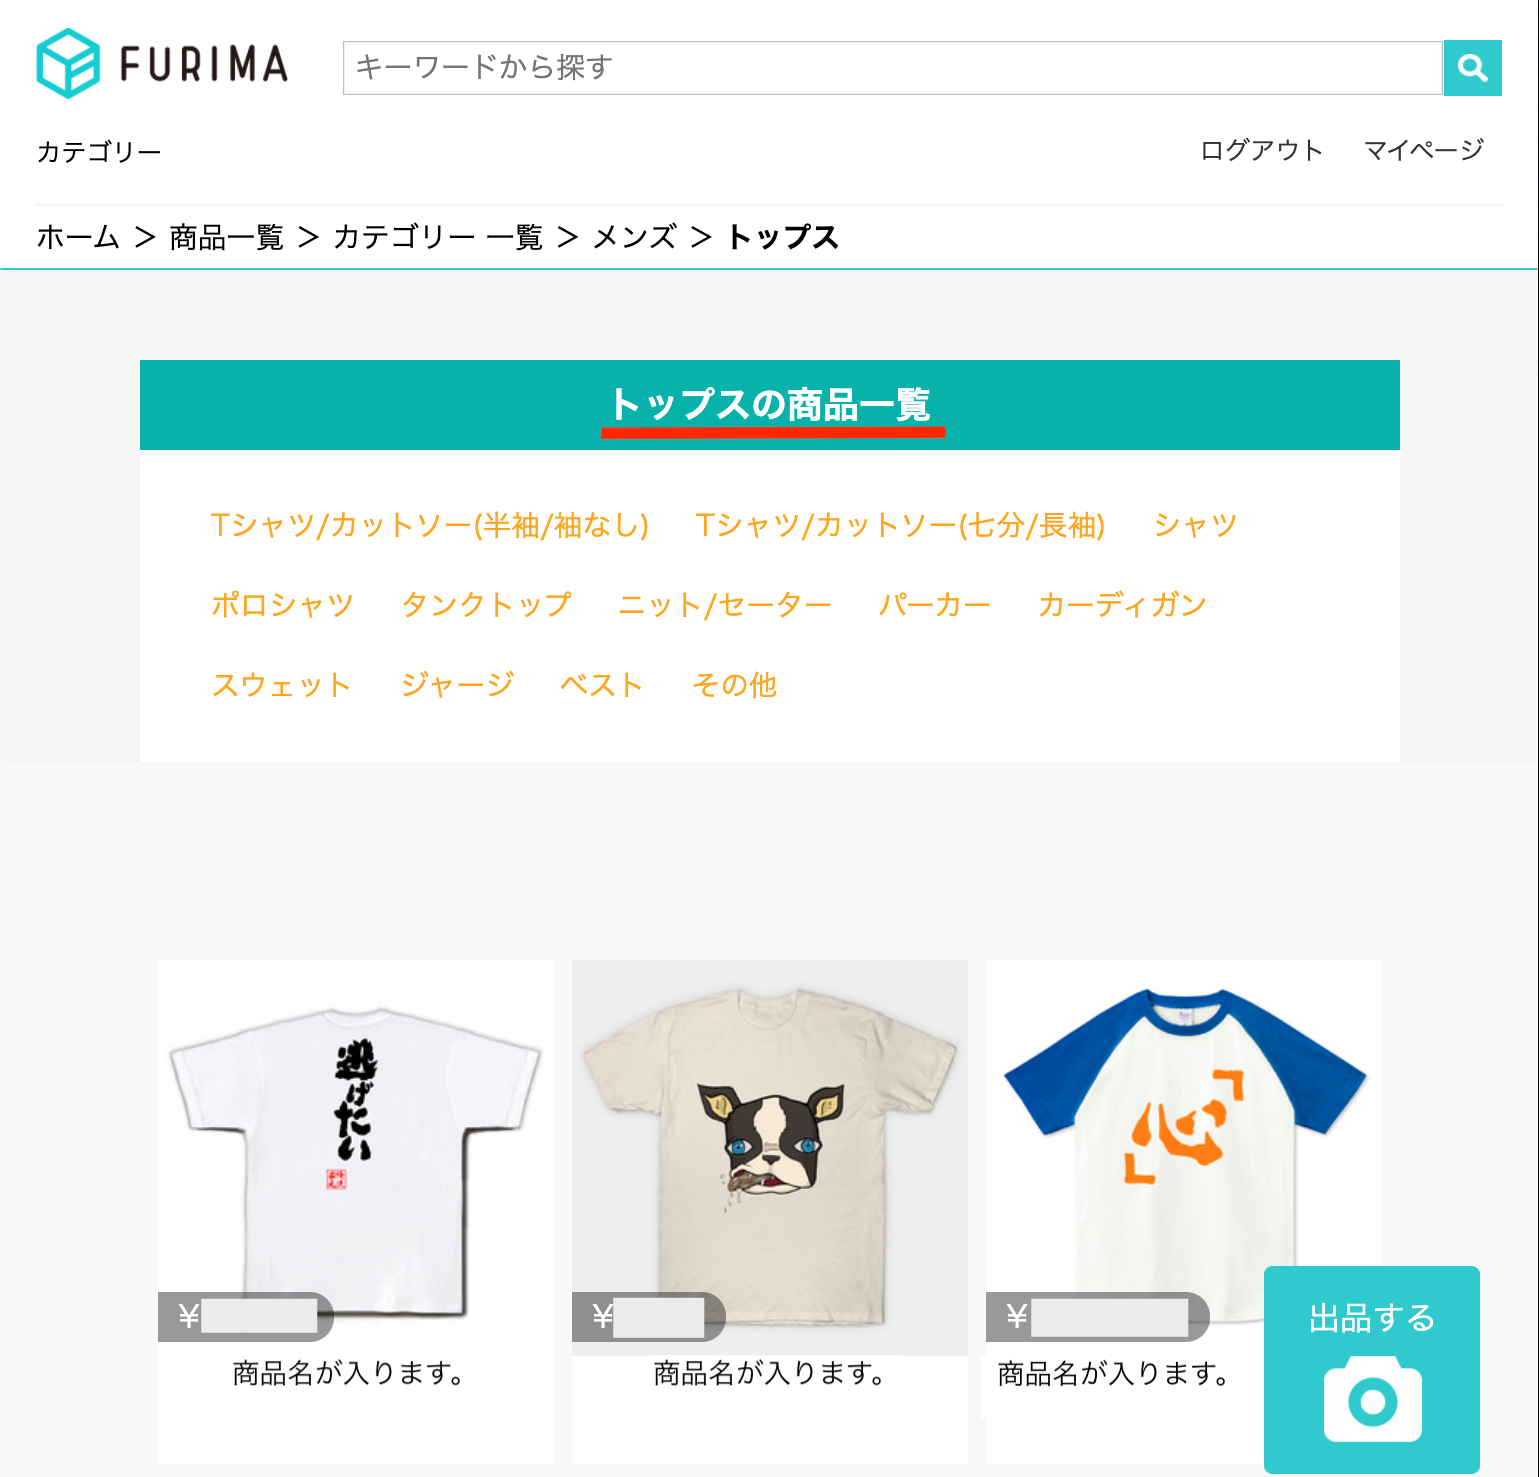 FURIMA
キーワードから探す
カテゴリー
ログアウト マイページ
ホーム ＞ 商品一覧 ＞ カテゴリー 一覧 ＞ メンズ ＞ トップス
トップスの商品一覧
Tシャツ/カットソー(半袖/袖なし) Tシャツ/カットソー(七分/長袖) シャツ
ポロシャツ タンクトップ ニット/セーター パーカー カーディガン
スウェット ジャージ ベスト その他
逃げたい
「心」
¥
¥
¥
商品名が入ります。
商品名が入ります。
商品名が入ります。
出品する